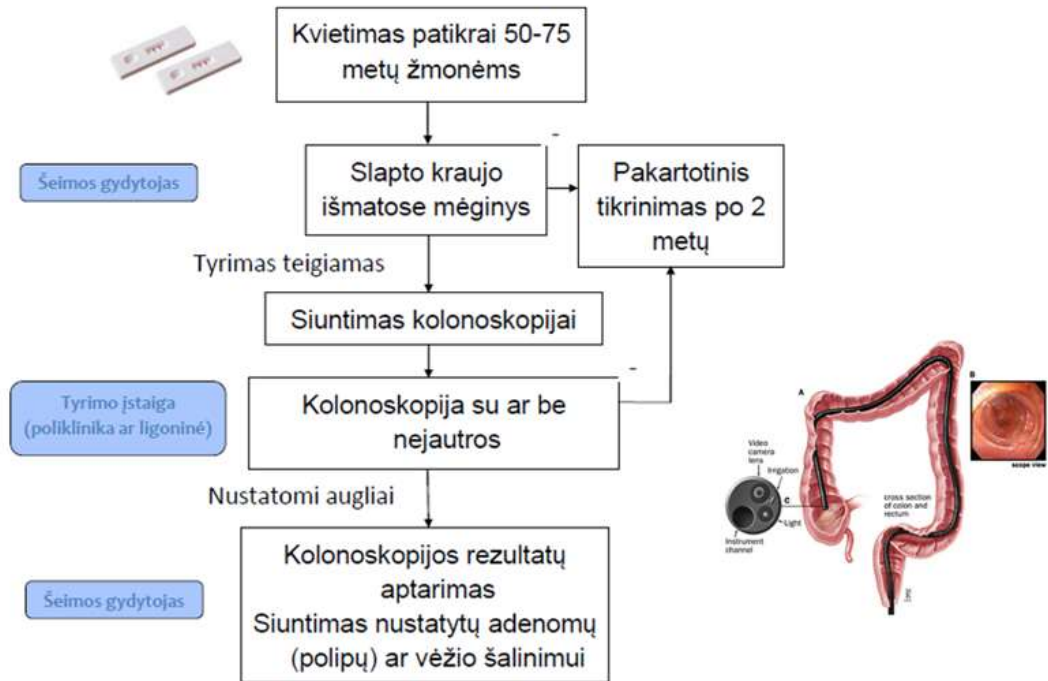 Kvietimas patikrai 50-75
metų žmonėms
-
Šeimos gydytojas
Slapto kraujo
išmatose mėginys
Pakartotinis
tikrinimas po 2
metų
Tyrimas teigiamas
Siuntimas kolonoskopijai
-
Tyrimo įstaiga
(poliklinika ar ligoninė)
Kolonoskopija su ar be
nejautros
Nustatomi augliai
Šeimos gydytojas
Kolonoskopijos rezultatų
aptarimas
Siuntimas nustatytų adenomų
(polipų) ar vėžio šalinimui
A
B
scope view
Video
camera
lens
Irrigation
C
Light
Instrument
channel
cross section
of colon and
rectum